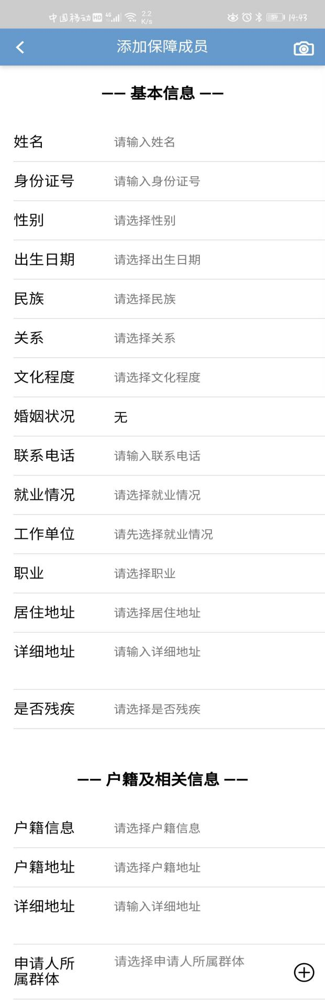 中国移动 HD 4G 2.2 K/s 54 14:43
添加保障成员
—— 基本信息 ——
姓名 请输入姓名
身份证号 请输入身份证号
性别 请选择性别
出生日期 请选择出生日期
民族 请选择民族
关系 请选择关系
文化程度 请选择文化程度
婚姻状况 无
联系电话 请输入联系电话
就业情况 请选择就业情况
工作单位 请先选择就业情况
职业 请选择职业
居住地址 请选择居住地址
详细地址 请输入详细地址
是否残疾 请选择是否残疾
—— 户籍及相关信息 ——
户籍信息 请选择户籍信息
户籍地址 请选择户籍地址
详细地址 请输入详细地址
申请人所 请选择申请人所属群体
属群体